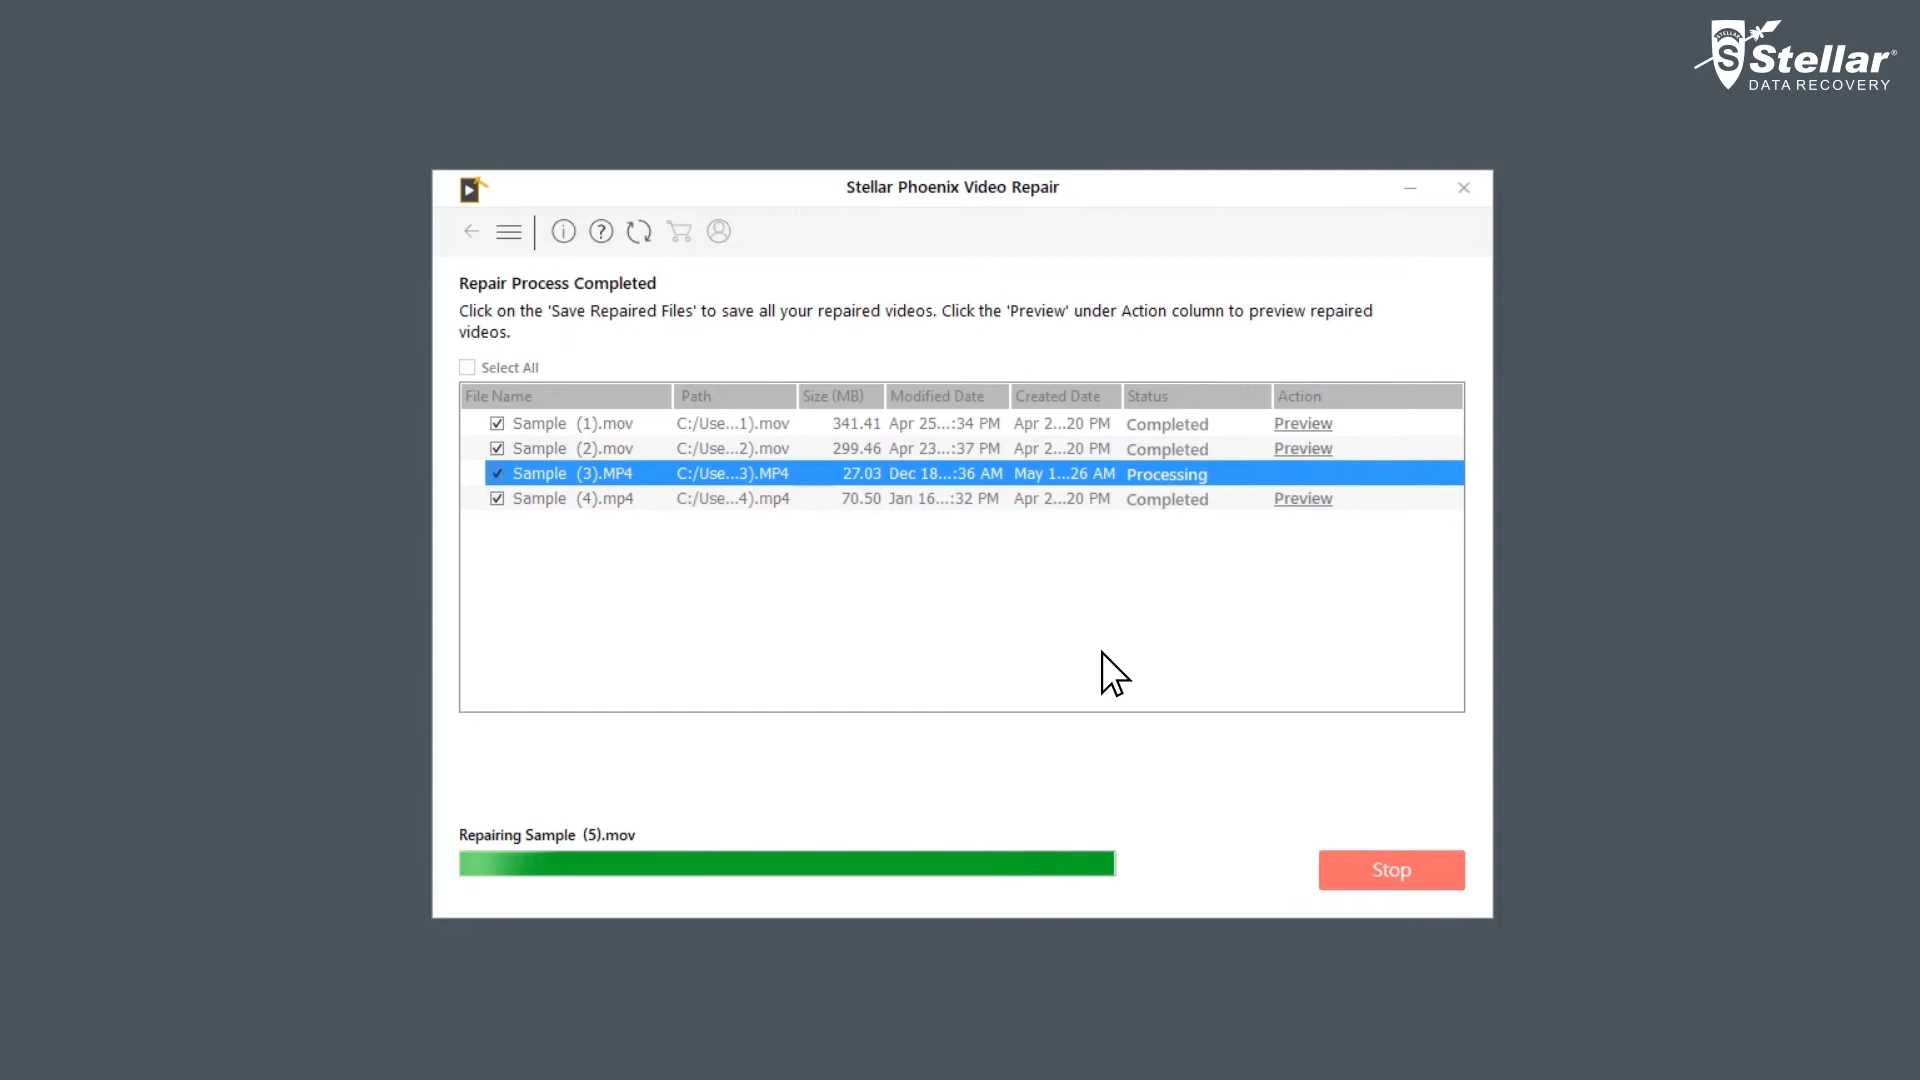 STELLAR
S
Stellar®
DATA RECOVERY
Stellar Phoenix Video Repair
Repair Process Completed
Click on the 'Save Repaired Files' to save all your repaired videos. Click the 'Preview' under Action column to preview repaired
videos.
Select All
File Name Path Size (MB) Modified Date Created Date Status Action
Sample (1).mov C:/Use...1).mov 341.41 Apr 25...:34 PM Apr 2...20 PM Completed Preview
Sample (2).mov C:/Use...2).mov 299.46 Apr 23...:37 PM Apr 2...20 PM Completed Preview
Sample (3).MP4 C:/Use...3).MP4 27.03 Dec 18...:36 AM May 1...26 AM Processing
Sample (4).mp4 C:/Use...4).mp4 70.50 Jan 16...:32 PM Apr 2...20 PM Completed Preview
Repairing Sample (5).mov
Stop